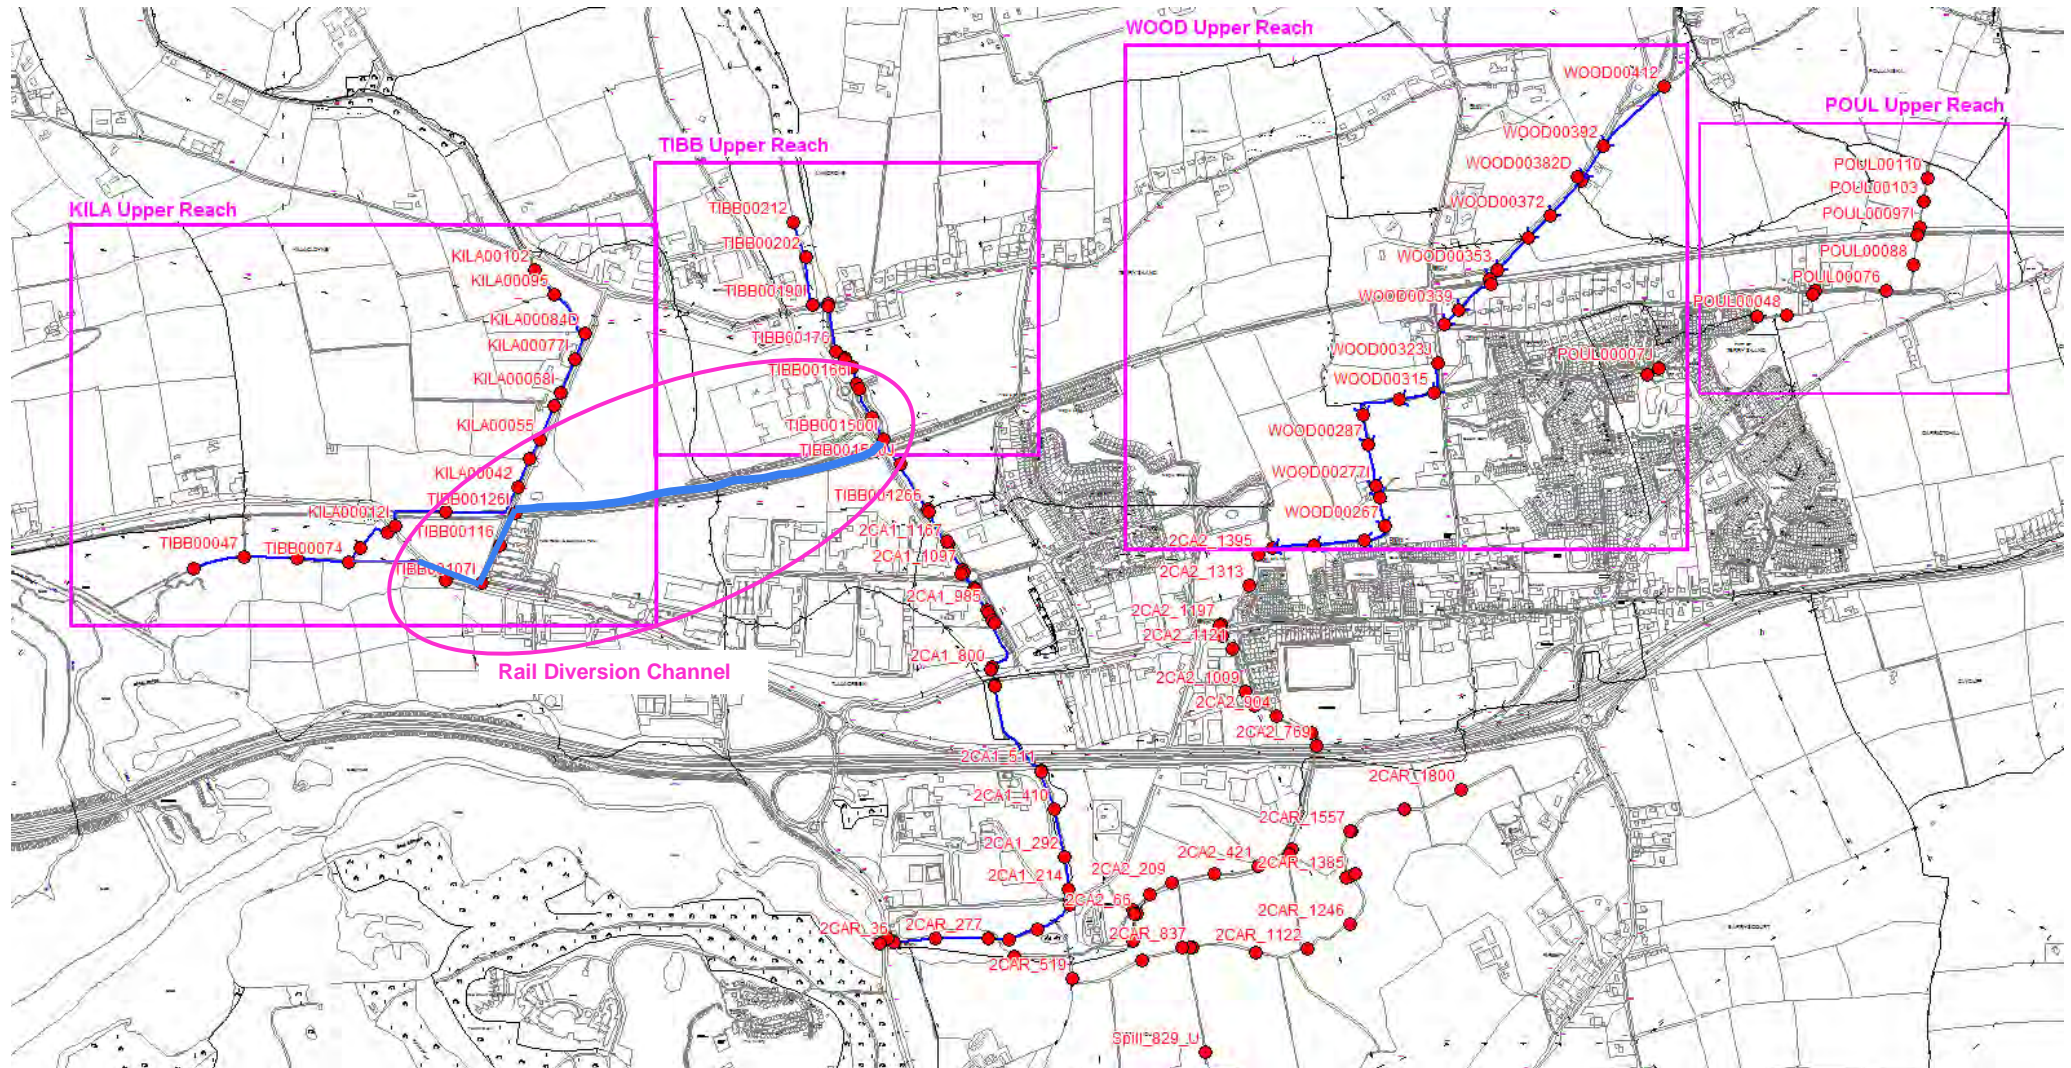 WOOD Upper Reach
WOOD00412
POUL Upper Reach
WOOD00392
TIBB Upper Reach
WOOD00382D
POUL00110
POUL00103
WOOD00372
POUL00097I
KILA Upper Reach
TIBB00212
TIBB00202
KILA00102
WOOD00353
POUL00088
KILA00095
TIBB00190I
POUL00076
WOOD00339
POUL00048
KILA00084D
TIBB00176
KILA00077I
WOOD00323I
POUL00007J
TIBB00166I
KILA00068I
WOOD00315
KILA00055
TIBB001500I
WOOD00287
KILA00042
WOOD00277I
TIBB00126I
TIBB001265
KILA00012I
WOOD00267
TIBB00116
2CA1_1167
TIBB00047
TIBB00074
2CA2_1395
2CA1_1097
2CA2_1313
2CA1_985
2CA2_1197
2CA2_1121
2CA1_800
Rail Diversion Channel
2CA2_1009
2CA2_904
2CA2_769
2CA1_511
2CAR_1800
2CA1_410
2CAR_1557
2CA1_292
2CA2_421
2CAR_1385
2CA2_209
2CA1_214
2CA2_66
2CAR_1246
2CAR_36
2CAR_277
2CAR_837
2CAR_1122
2CAR_519
Spill_829_U